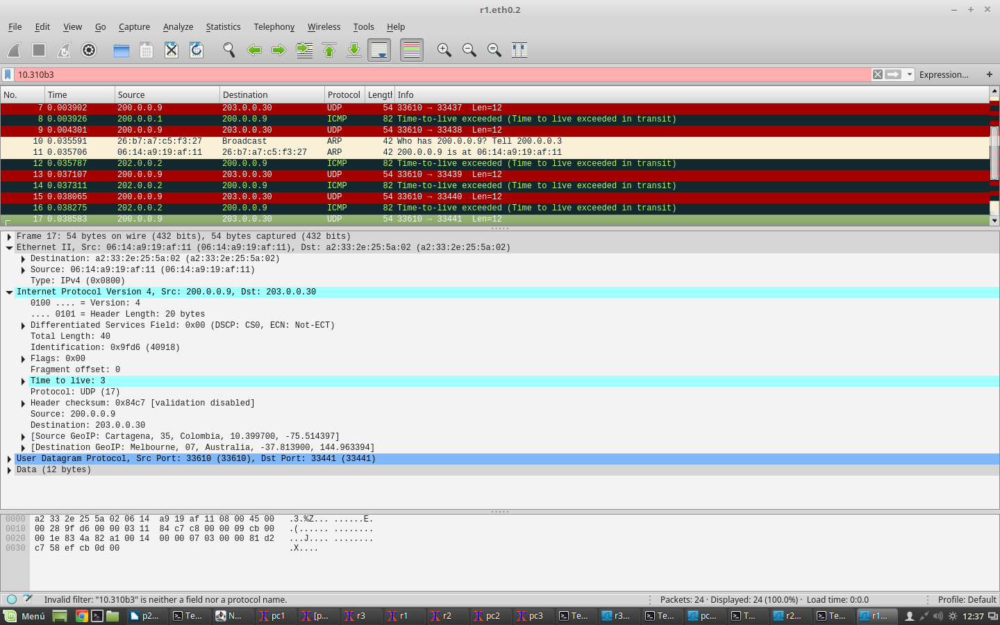 r1.eth0.2
File Edit View Go Capture Analyze Statistics Telephony Wireless Tools Help
10.310b3 Expression... +
No. Time Source Destination Protocol Length Info
7 0.003902 200.0.0.9 203.0.0.30 UDP 54 33610 → 33437 Len=12
8 0.003926 200.0.0.1 200.0.0.9 ICMP 82 Time-to-live exceeded (Time to live exceeded in transit)
9 0.004301 200.0.0.9 203.0.0.30 UDP 54 33610 → 33438 Len=12
10 0.035591 26:b7:a7:c5:f3:27 Broadcast ARP 42 Who has 200.0.0.9? Tell 200.0.0.3
11 0.035706 06:14:a9:19:af:11 26:b7:a7:c5:f3:27 ARP 42 200.0.0.9 is at 06:14:a9:19:af:11
12 0.035787 202.0.0.2 200.0.0.9 ICMP 82 Time-to-live exceeded (Time to live exceeded in transit)
13 0.037107 200.0.0.9 203.0.0.30 UDP 54 33610 → 33439 Len=12
14 0.037311 202.0.0.2 200.0.0.9 ICMP 82 Time-to-live exceeded (Time to live exceeded in transit)
15 0.038065 200.0.0.9 203.0.0.30 UDP 54 33610 → 33440 Len=12
16 0.038275 202.0.0.2 200.0.0.9 ICMP 82 Time-to-live exceeded (Time to live exceeded in transit)
17 0.038583 200.0.0.9 203.0.0.30 UDP 54 33610 → 33441 Len=12
Frame 17: 54 bytes on wire (432 bits), 54 bytes captured (432 bits)
Ethernet II, Src: 06:14:a9:19:af:11 (06:14:a9:19:af:11), Dst: a2:33:2e:25:5a:02 (a2:33:2e:25:5a:02)
Destination: a2:33:2e:25:5a:02 (a2:33:2e:25:5a:02)
Source: 06:14:a9:19:af:11 (06:14:a9:19:af:11)
Type: IPv4 (0x0800)
Internet Protocol Version 4, Src: 200.0.0.9, Dst: 203.0.0.30
0100 .... = Version: 4
.... 0101 = Header Length: 20 bytes
Differentiated Services Field: 0x00 (DSCP: CS0, ECN: Not-ECT)
Total Length: 40
Identification: 0x9fd6 (40918)
Flags: 0x00
Fragment offset: 0
Time to live: 3
Protocol: UDP (17)
Header checksum: 0x84c7 [validation disabled]
Source: 200.0.0.9
Destination: 203.0.0.30
[Source GeoIP: Cartagena, 35, Colombia, 10.399700, -75.514397]
[Destination GeoIP: Melbourne, 07, Australia, -37.813900, 144.963394]
User Datagram Protocol, Src Port: 33610 (33610), Dst Port: 33441 (33441)
Data (12 bytes)
0000 a2 33 2e 25 5a 02 06 14 a9 19 af 11 08 00 45 00 .3.%Z... ......E.
0010 00 28 9f d6 00 00 03 11 84 c7 c8 00 00 09 cb 00 .(...... ........
0020 00 1e 83 4a 82 a1 00 14 00 00 07 03 00 00 81 d2 ...J.... ........
0030 c7 58 ef cb 0d 00 .X....
Invalid filter: "10.310b3" is neither a field nor a protocol name. Packets: 24 · Displayed: 24 (100.0%) · Load time: 0:0.0 Profile: Default
Menú p2... Te... N... pc1 [p... r3 r1 r2 pc2 pc3 Te... r3... Te... pc... T... r2... Te... r1... 12:37